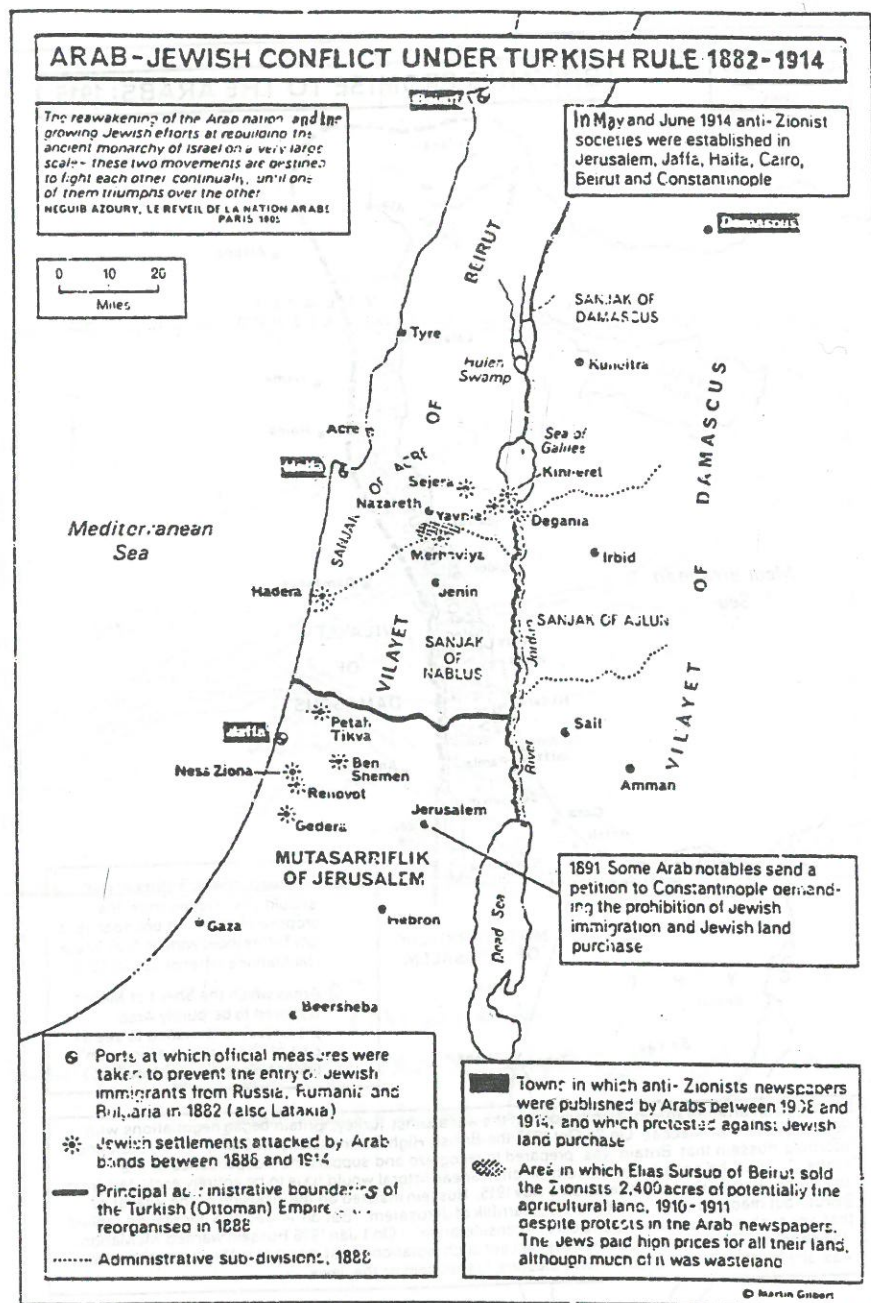 ARAB-JEWISH CONFLICT UNDER TURKISH RULE 1882-1914
The reawakening of the Arab nation and the
growing Jewish efforts at rebuilding the
ancient monarchy of Israel on a very large
scale - these two movements are destined
to fight each other continually, until one
of them triumphs over the other
NEGUIB AZOURY, LE REVEIL DE LA NATION ARABE
PARIS 1905
Beirut
In May and June 1914 anti-Zionist
societies were established in
Jerusalem, Jaffa, Haifa, Cairo,
Beirut and Constantinople
Damascus
0 10 20
Miles
BEIRUT
SANJAK OF
DAMASCUS
Tyre
Huleh
Swamp
Kuneitra
OF
DAMASCUS
Acre
Sea of
Galilee
Haifa
SANJAK OF ACRE
Sejera
Kinneret
Nazareth
Yavniel
Degania
Mediterranean
Sea
Merhaviya
Irbid
OF
Hadera
Jenin
VILAYET
SANJAK
OF
NABLUS
Jordan
SANJAK OF AJLUN
VILAYET
Petah
Tikva
Jaffa
Salt
River
Ness Ziona
Ben
Shemen
Amman
Rehovot
Gedera
Jerusalem
MUTASARRIFLIK
OF JERUSALEM
1891 Some Arab notables send a
petition to Constantinople demand-
ing the prohibition of Jewish
immigration and Jewish land
purchase
Gaza
Hebron
Dead Sea
Beersheba
Ports at which official measures were
taken to prevent the entry of Jewish
immigrants from Russia, Rumania and
Bulgaria in 1882 (also Latakia)
Jewish settlements attacked by Arab
bands between 1886 and 1914
Principal administrative boundaries of
the Turkish (Ottoman) Empire
reorganised in 1888
Administrative sub-divisions, 1888
Towns in which anti-Zionists newspapers
were published by Arabs between 1908 and
1914, and which protested against Jewish
land purchase
Area in which Elias Sursuq of Beirut sold
the Zionists 2,400 acres of potentially fine
agricultural land, 1910-1911
despite protests in the Arab newspapers.
The Jews paid high prices for all their land,
although much of it was wasteland
© Martin Gilbert